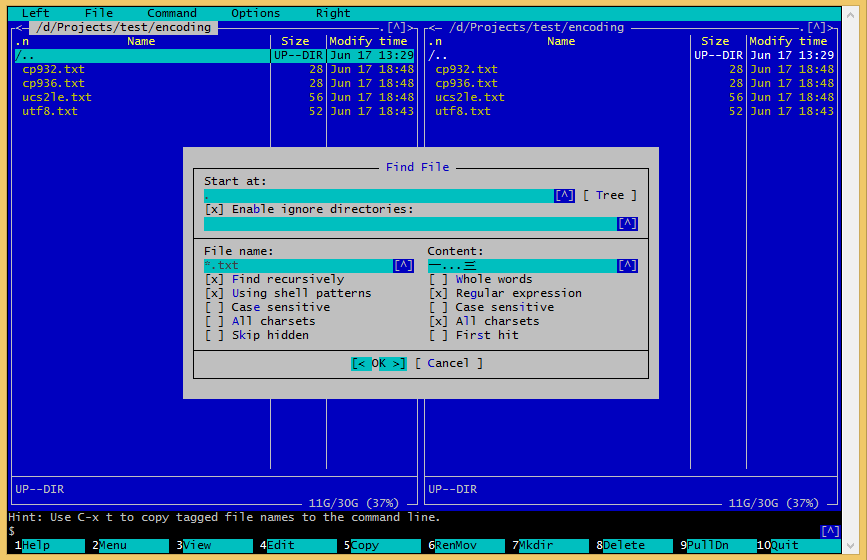 Left File Command Options Right
<─ /d/Projects/test/encoding .[^]> <─ /d/Projects/test/encoding .[^]>
.n Name Size Modify time .n Name Size Modify time
/.. UP--DIR Jun 17 13:29 /.. UP--DIR Jun 17 13:29
cp932.txt 28 Jun 17 18:48 cp932.txt 28 Jun 17 18:48
cp936.txt 28 Jun 17 18:48 cp936.txt 28 Jun 17 18:48
ucs2le.txt 56 Jun 17 18:48 ucs2le.txt 56 Jun 17 18:48
utf8.txt 52 Jun 17 18:43 utf8.txt 52 Jun 17 18:43
Find File
Start at:
. [^] [ Tree ]
[x] Enable ignore directories:
[^]
File name: Content:
*.txt [^] 一...三 [^]
[x] Find recursively [ ] Whole words
[x] Using shell patterns [x] Regular expression
[ ] Case sensitive [ ] Case sensitive
[ ] All charsets [x] All charsets
[ ] Skip hidden [ ] First hit
[< OK >] [ Cancel ]
UP--DIR UP--DIR
11G/30G (37%) 11G/30G (37%)
Hint: Use C-x t to copy tagged file names to the command line.
$ [^]
1Help 2Menu 3View 4Edit 5Copy 6RenMov 7Mkdir 8Delete 9PullDn 10Quit